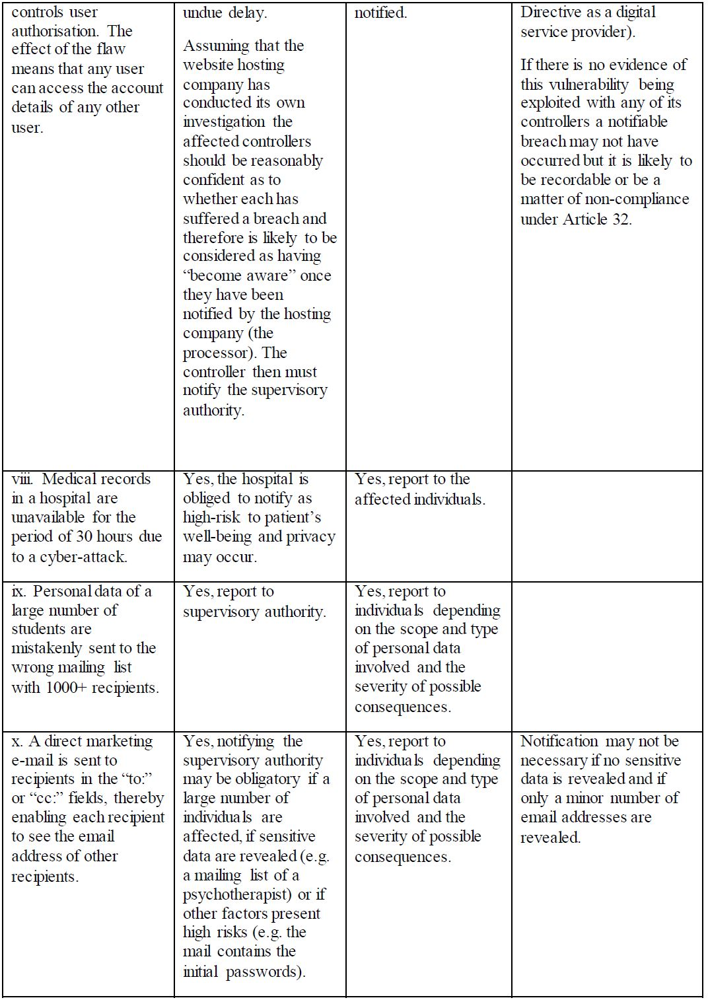 controls user
authorisation. The
effect of the flaw
means that any user
can access the account
details of any other
user.
undue delay.
Assuming that the
website hosting
company has
conducted its own
investigation the
affected controllers
should be reasonably
confident as to
whether each has
suffered a breach and
therefore is likely to be
considered as having
“become aware” once
they have been
notified by the hosting
company (the
processor). The
controller then must
notify the supervisory
authority.
notified.
Directive as a digital
service provider).
If there is no evidence of
this vulnerability being
exploited with any of its
controllers a notifiable
breach may not have
occurred but it is likely to
be recordable or be a
matter of non-compliance
under Article 32.
viii. Medical records
in a hospital are
unavailable for the
period of 30 hours due
to a cyber-attack.
Yes, the hospital is
obliged to notify as
high-risk to patient’s
well-being and privacy
may occur.
Yes, report to the
affected individuals.
ix. Personal data of a
large number of
students are
mistakenly sent to the
wrong mailing list
with 1000+ recipients.
Yes, report to
supervisory authority.
Yes, report to
individuals depending
on the scope and type
of personal data
involved and the
severity of possible
consequences.
x. A direct marketing
e-mail is sent to
recipients in the “to:”
or “cc:” fields, thereby
enabling each recipient
to see the email
address of other
recipients.
Yes, notifying the
supervisory authority
may be obligatory if a
large number of
individuals are
affected, if sensitive
data are revealed (e.g.
a mailing list of a
psychotherapist) or if
other factors present
high risks (e.g. the
mail contains the
initial passwords).
Yes, report to
individuals depending
on the scope and type
of personal data
involved and the
severity of possible
consequences.
Notification may not be
necessary if no sensitive
data is revealed and if
only a minor number of
email addresses are
revealed.